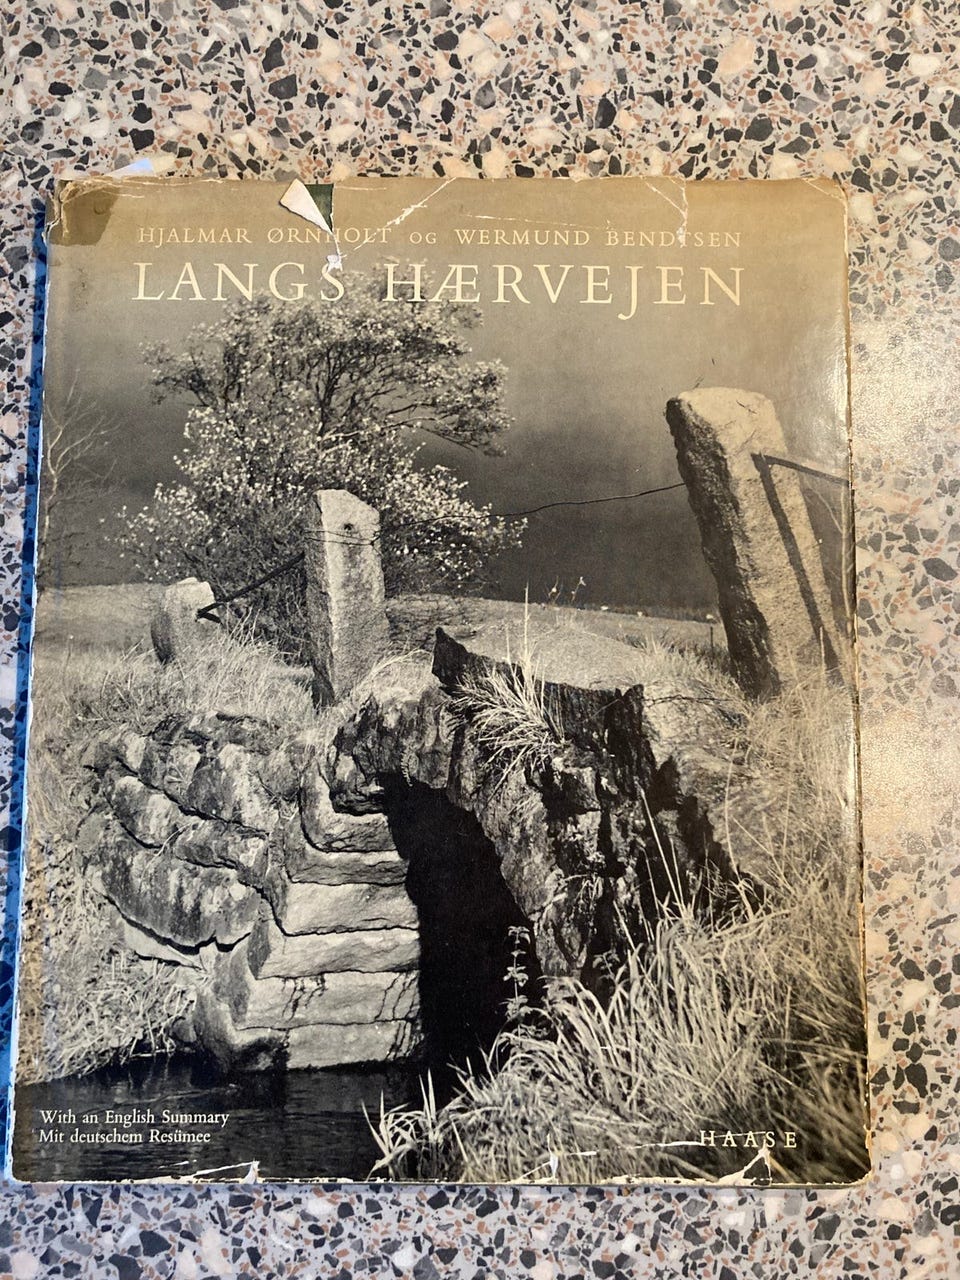 HJALMAR ØRNHOLT OG WERMUND BENDTSEN
LANGS HÆRVEJEN
With an English Summary
Mit deutschem Resümee
HAASE